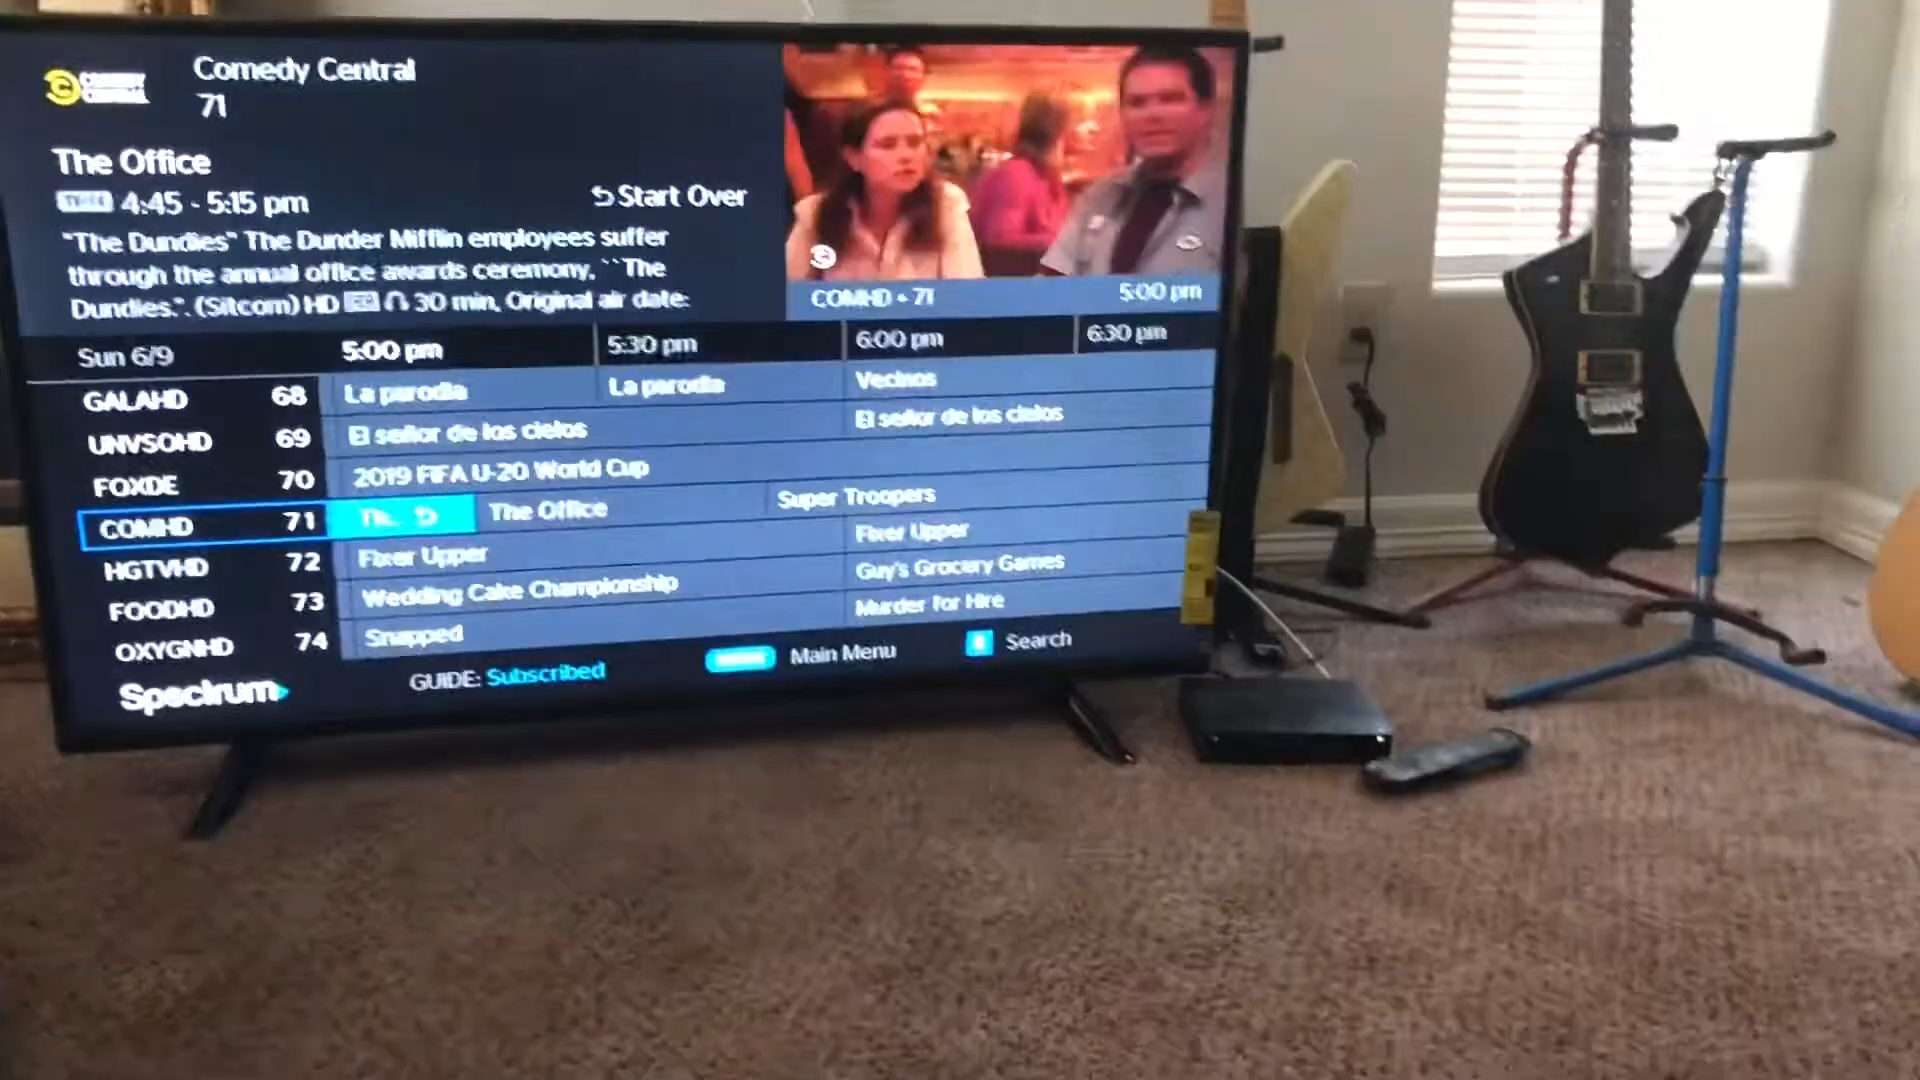 COMEDY CENTRAL
Comedy Central
71
The Office
4:45 - 5:15 pm
Start Over
"The Dundies" The Dunder Mifflin employees suffer
through the annual office awards ceremony, ``The
Dundies.". (Sitcom) HD CC 30 min, Original air date:
COMHD • 71 5:00 pm
Sun 6/9 5:00 pm 5:30 pm 6:00 pm 6:30 pm
GALAHD 68 La parodia La parodia Vecinos
UNVSOHD 69 El señor de los cielos El señor de los cielos
FOXDE 70 2019 FIFA U-20 World Cup
COMHD 71 Th... The Office Super Troopers
HGTVHD 72 Fixer Upper Fixer Upper
FOODHD 73 Wedding Cake Championship Guy's Grocery Games
OXYGNHD 74 Snapped Murder for Hire
Spectrum GUIDE: Subscribed Main Menu Search